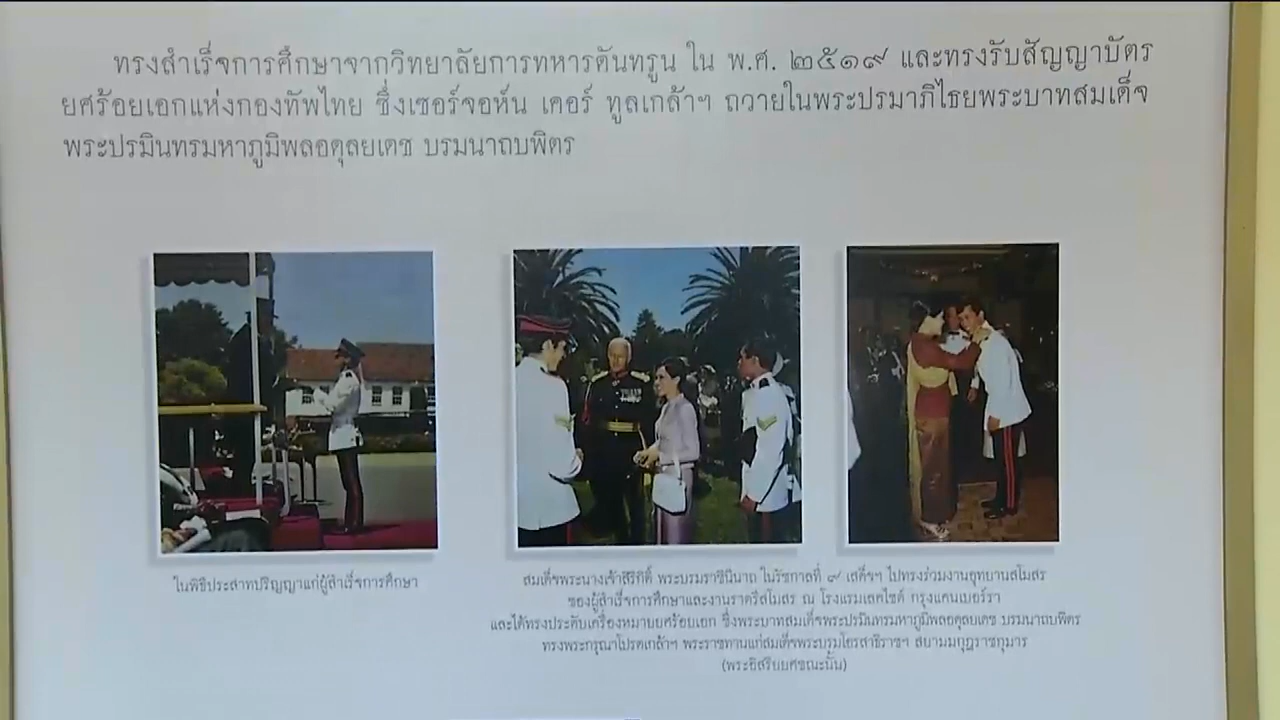 ทรงสำเร็จการศึกษาจากวิทยาลัยการทหารดันทรูน ใน พ.ศ. ๒๕๑๙ และทรงรับสัญญาบัตร
ยศร้อยเอกแห่งกองทัพไทย ซึ่งเซอร์จอห์น เคอร์ ทูลเกล้าฯ ถวายในพระปรมาภิไธยพระบาทสมเด็จ
พระปรมินทรมหาภูมิพลอดุลยเดช บรมนาถบพิตร
ในพิธีประสาทปริญญาแก่ผู้สำเร็จการศึกษา
สมเด็จพระนางเจ้าสิริกิติ์ พระบรมราชินีนาถ ในรัชกาลที่ ๙ เสด็จฯ ไปทรงร่วมงานอุทยานสโมสร
ของผู้สำเร็จการศึกษาและงานราตรีสโมสร ณ โรงแรมเลคไซด์ กรุงแคนเบอร์รา
และได้ทรงประดับเครื่องหมายยศร้อยเอก ซึ่งพระบาทสมเด็จพระปรมินทรมหาภูมิพลอดุลยเดช บรมนาถบพิตร
ทรงพระกรุณาโปรดเกล้าฯ พระราชทานแก่สมเด็จพระบรมโอรสาธิราชฯ สยามมกุฎราชกุมาร
(พระอิสริยยศขณะนั้น)